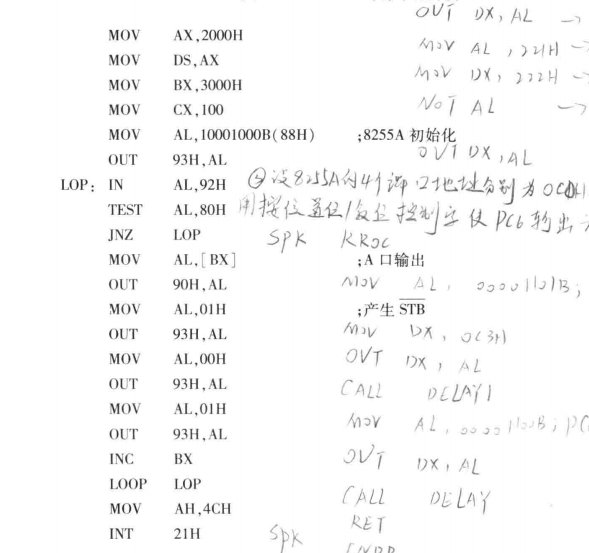 OUT DX, AL →
MOV AX,2000H
MOV AL , 221H →
MOV DS,AX
MOV DX, 222H →
MOV BX,3000H
NOT AL →
MOV CX,100
MOV AL,10001000B(88H) ;8255A 初始化
OUT DX,AL
OUT 93H,AL
LOP: IN AL,92H
② 设8255A的4个端口地址分别为0C0H
TEST AL,80H
用按位置位/复位控制字使PC6输出
JNZ LOP
SPK PROC
MOV AL,[BX] ;A 口输出
OUT 90H,AL
MOV AL, 00001101B;
MOV AL,01H ;产生 STB
OUT 93H,AL
MOV DX, 0C3H
MOV AL,00H
OUT DX, AL
OUT 93H,AL
CALL DELAY1
MOV AL,01H
MOV AL, 00001100B; PC
OUT 93H,AL
INC BX
OUT DX, AL
LOOP LOP
MOV AH,4CH
CALL DELAY
RET
INT 21H
SPK ENDP